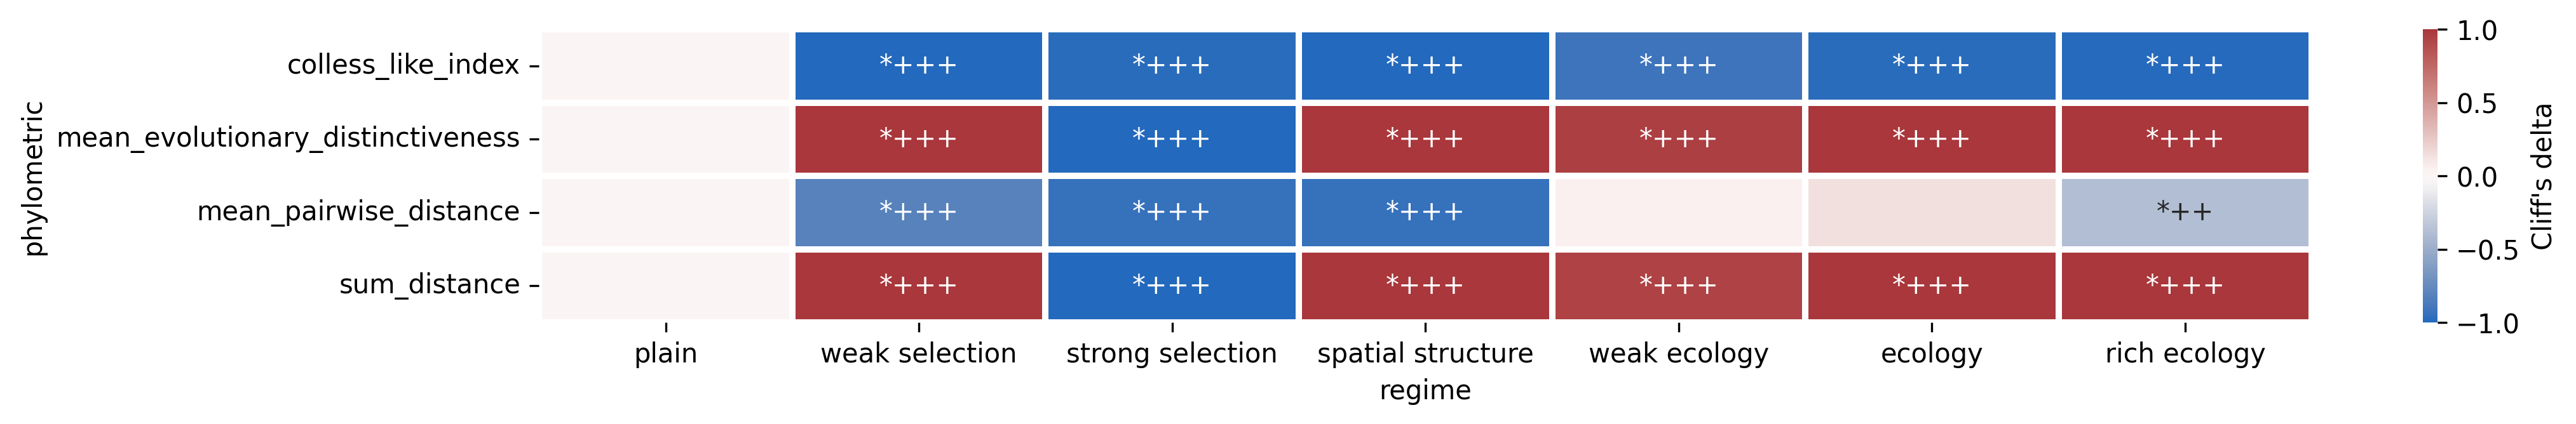 phylometric
colless_like_index *+++ *+++ *+++ *+++ *+++ *+++
mean_evolutionary_distinctiveness *+++ *+++ *+++ *+++ *+++ *+++
mean_pairwise_distance *+++ *+++ *+++ *++
sum_distance *+++ *+++ *+++ *+++ *+++ *+++
plain weak selection strong selection spatial structure weak ecology ecology rich ecology
regime
1.0
0.5
0.0
−0.5
−1.0
Cliff's delta